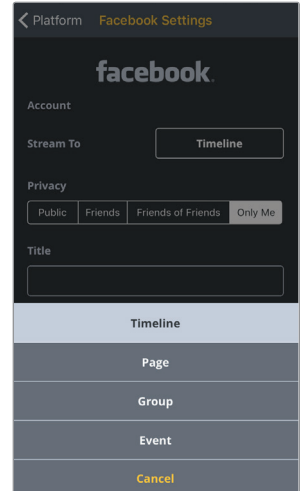 Platform Facebook Settings
facebook.
Account
Stream To Timeline
Privacy
Public Friends Friends of Friends Only Me
Title
Timeline
Page
Group
Event
Cancel